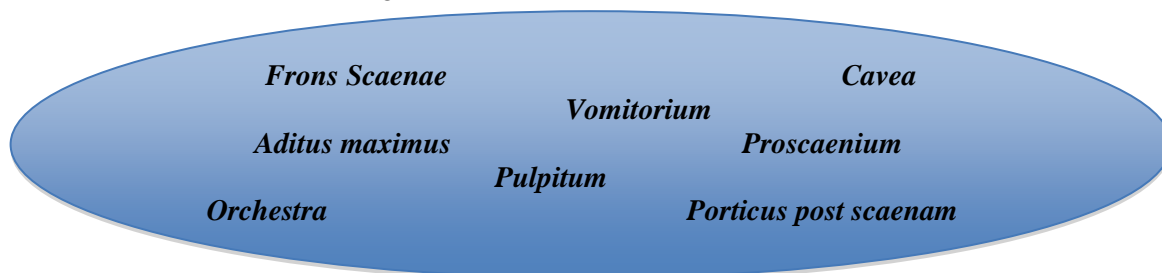 Frons Scaenae
Cavea
Vomitorium
Aditus maximus
Proscaenium
Pulpitum
Orchestra
Porticus post scaenam